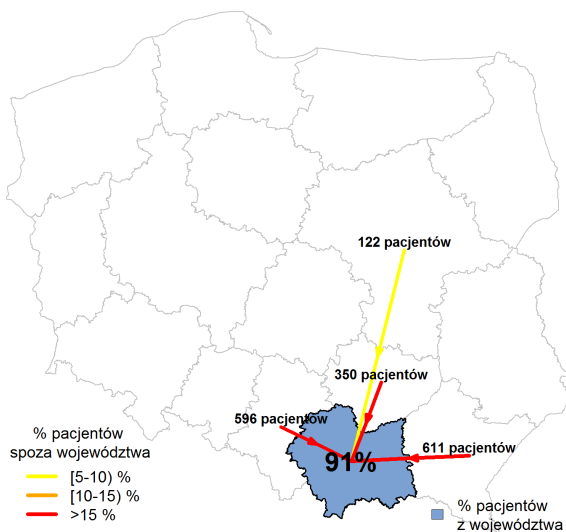 122 pacjentów
350 pacjentów
596 pacjentów
611 pacjentów
91%
% pacjentów
spoza województwa
[5-10) %
[10-15) %
>15 %
% pacjentów
z województwa